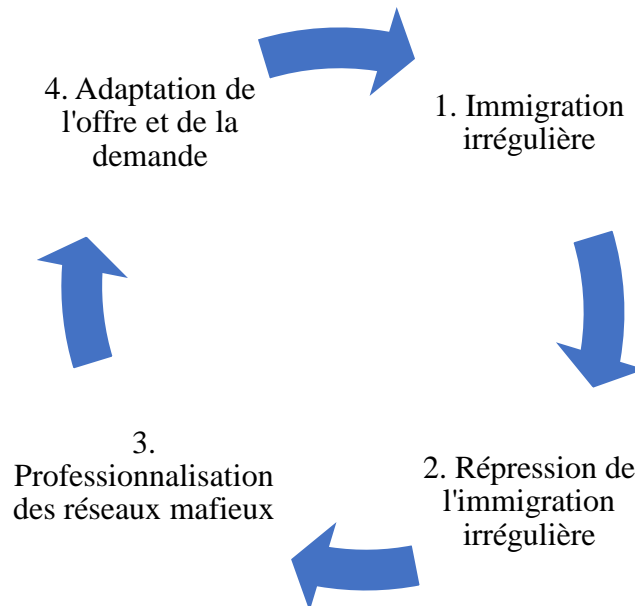 1. Immigration
irrégulière
2. Répression de
l'immigration
irrégulière
3.
Professionnalisation
des réseaux mafieux
4. Adaptation de
l'offre et de la
demande